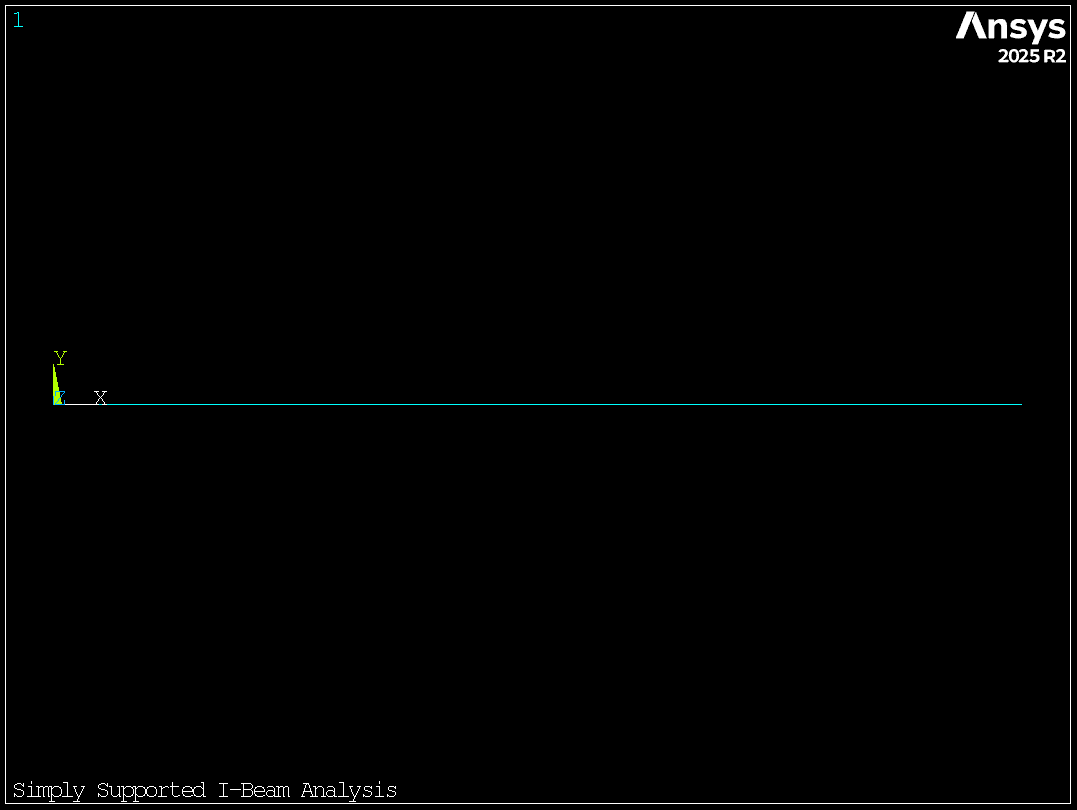 1
Ansys
2025 R2
Y
Z X
Simply Supported I-Beam Analysis